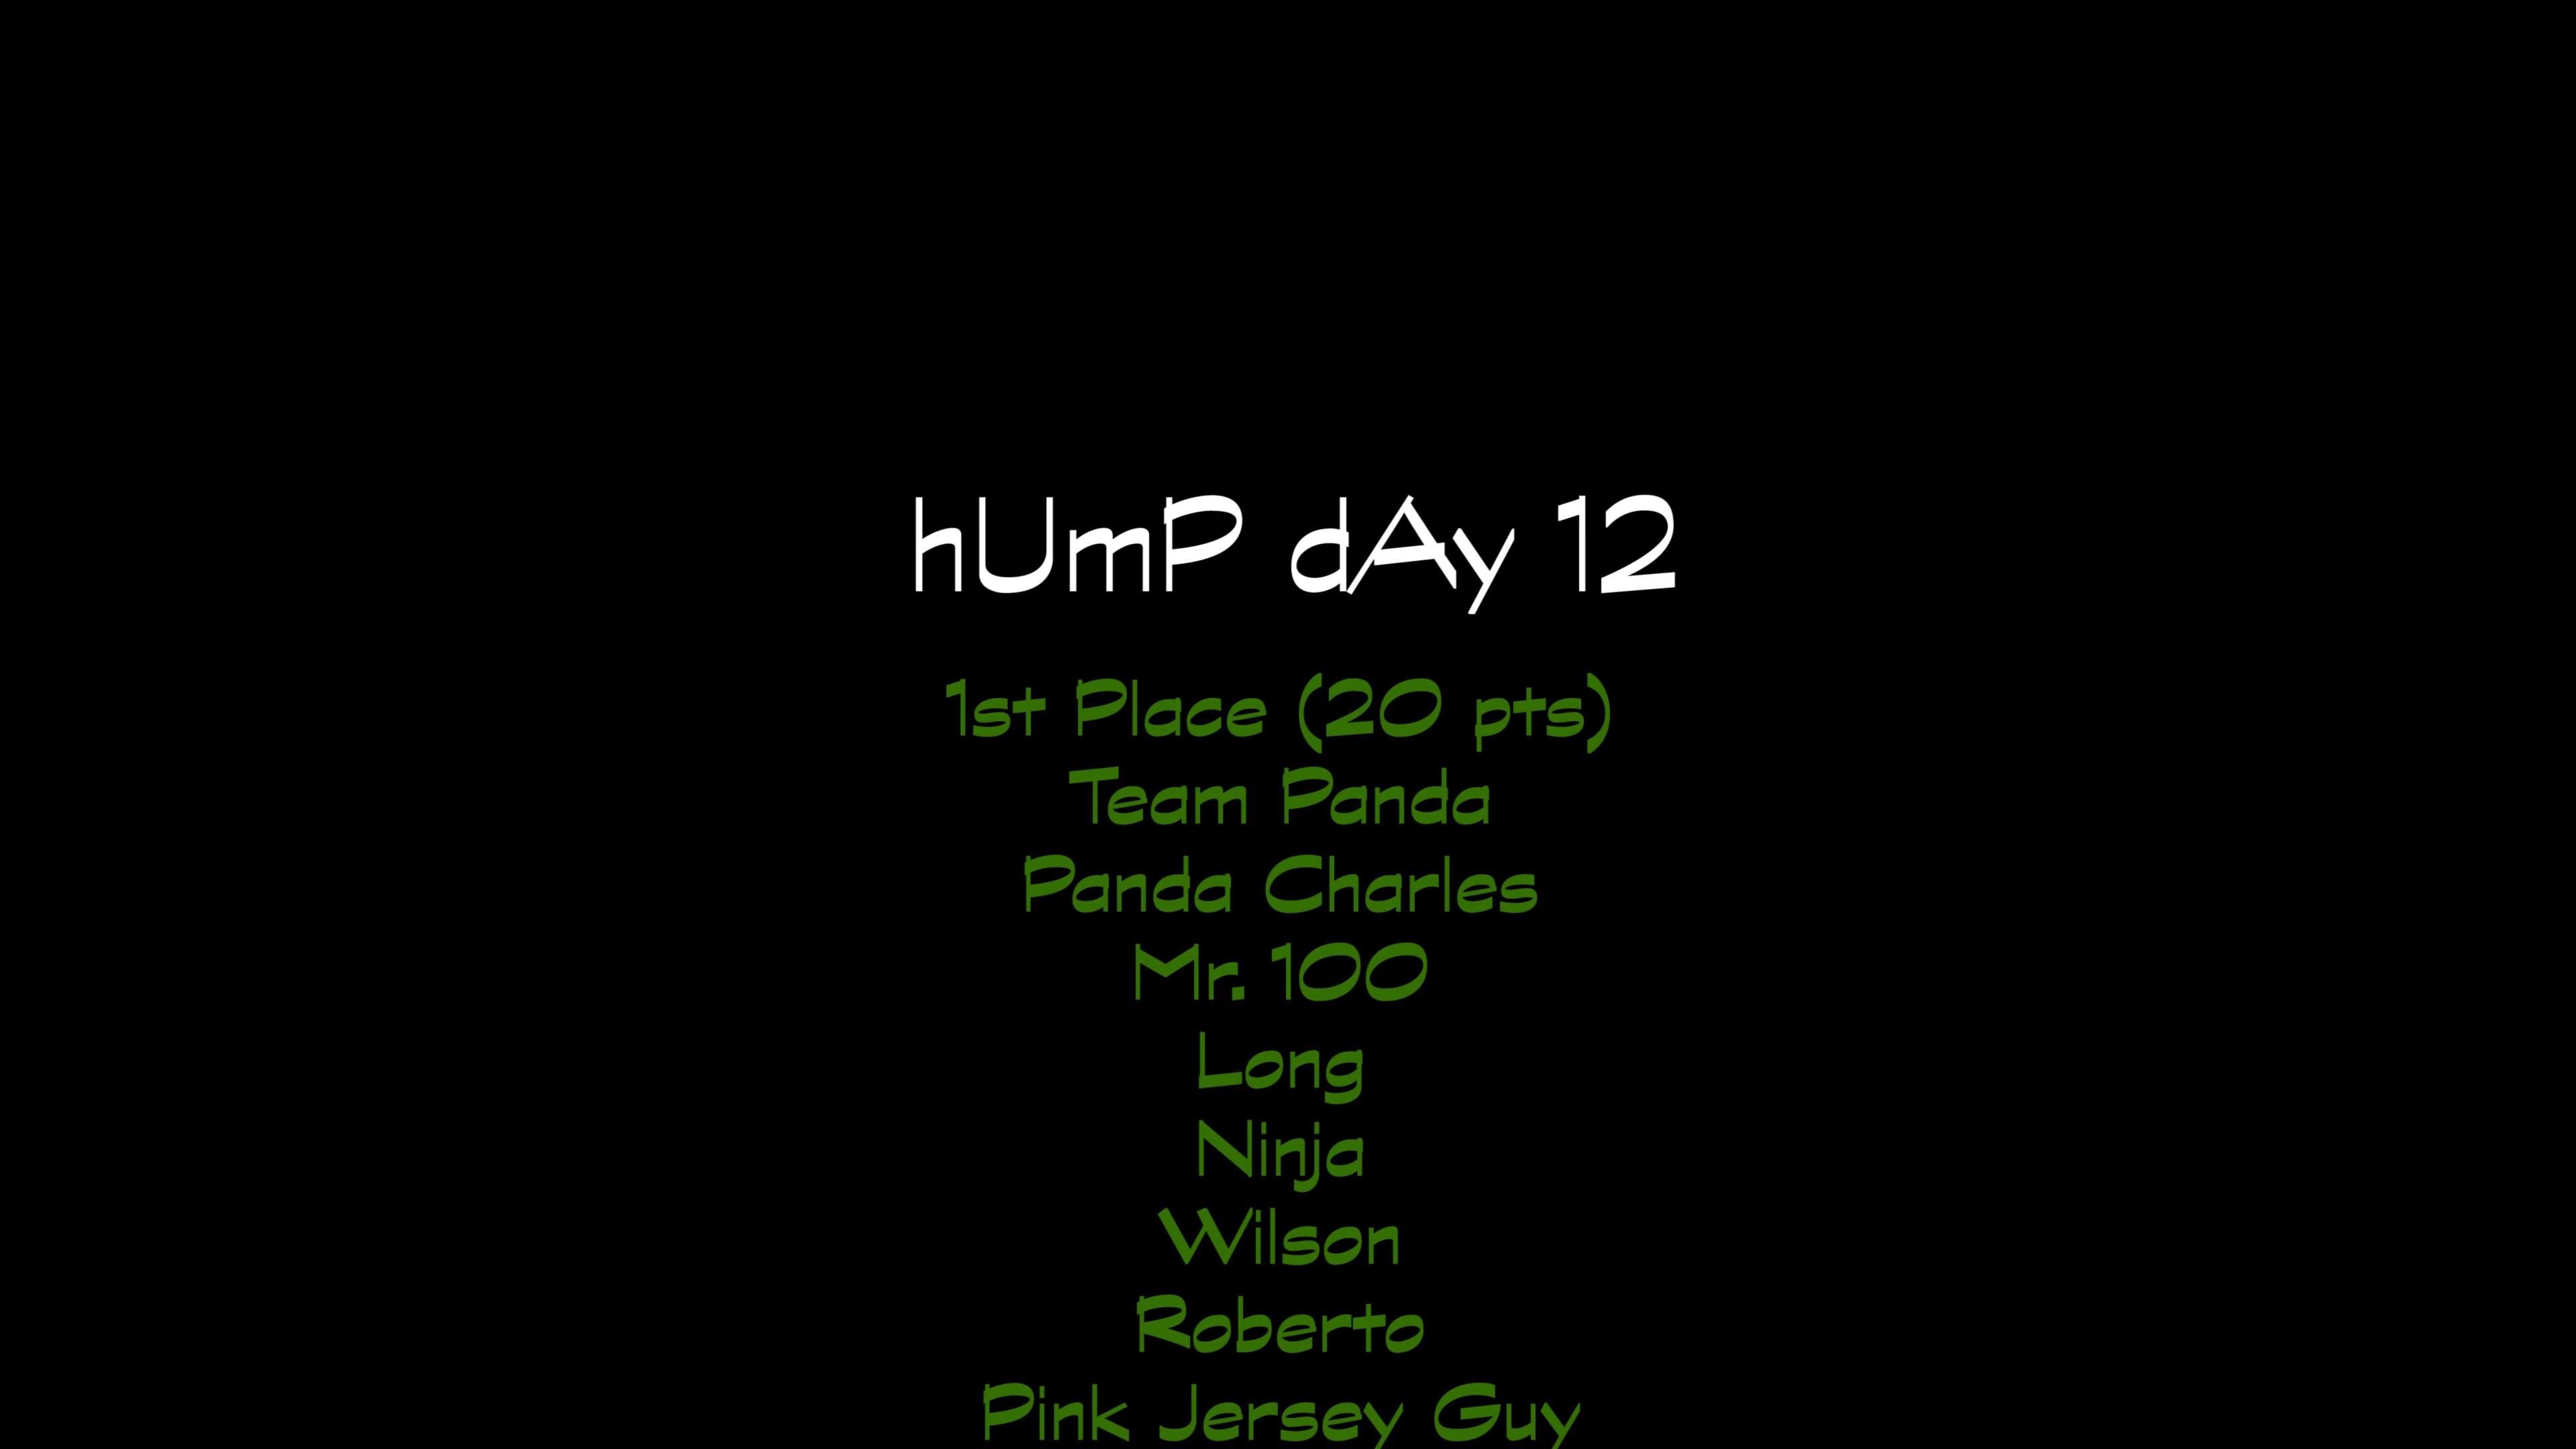 hUmP dAy 12
1st Place (20 pts)
Team Panda
Panda Charles
Mr. 100
Long
Ninja
Wilson
Roberto
Pink Jersey Guy